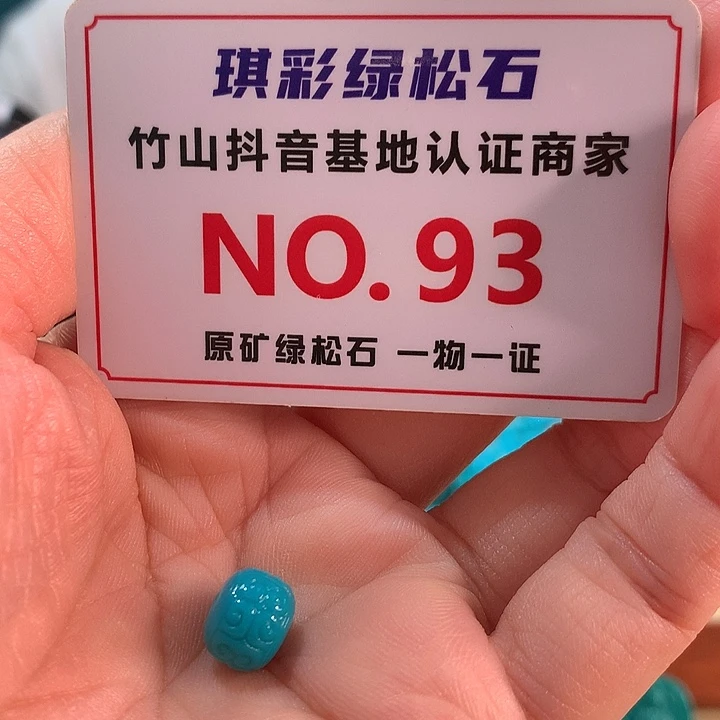 琪彩绿松石
竹山抖音基地认证商家
NO.93
原矿绿松石 一物一证